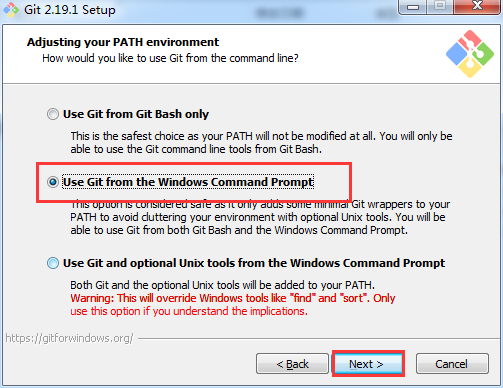 Git 2.19.1 Setup
Adjusting your PATH environment
How would you like to use Git from the command line?
Use Git from Git Bash only
This is the safest choice as your PATH will not be modified at all. You will only be
able to use the Git command line tools from Git Bash.
Use Git from the Windows Command Prompt
This option is considered safe as it only adds some minimal Git wrappers to your
PATH to avoid cluttering your environment with optional Unix tools. You will be
able to use Git from both Git Bash and the Windows Command Prompt.
Use Git and optional Unix tools from the Windows Command Prompt
Both Git and the optional Unix tools will be added to your PATH.
Warning: This will override Windows tools like "find" and "sort". Only
use this option if you understand the implications.
https://gitforwindows.org/
< Back
Next >
Cancel